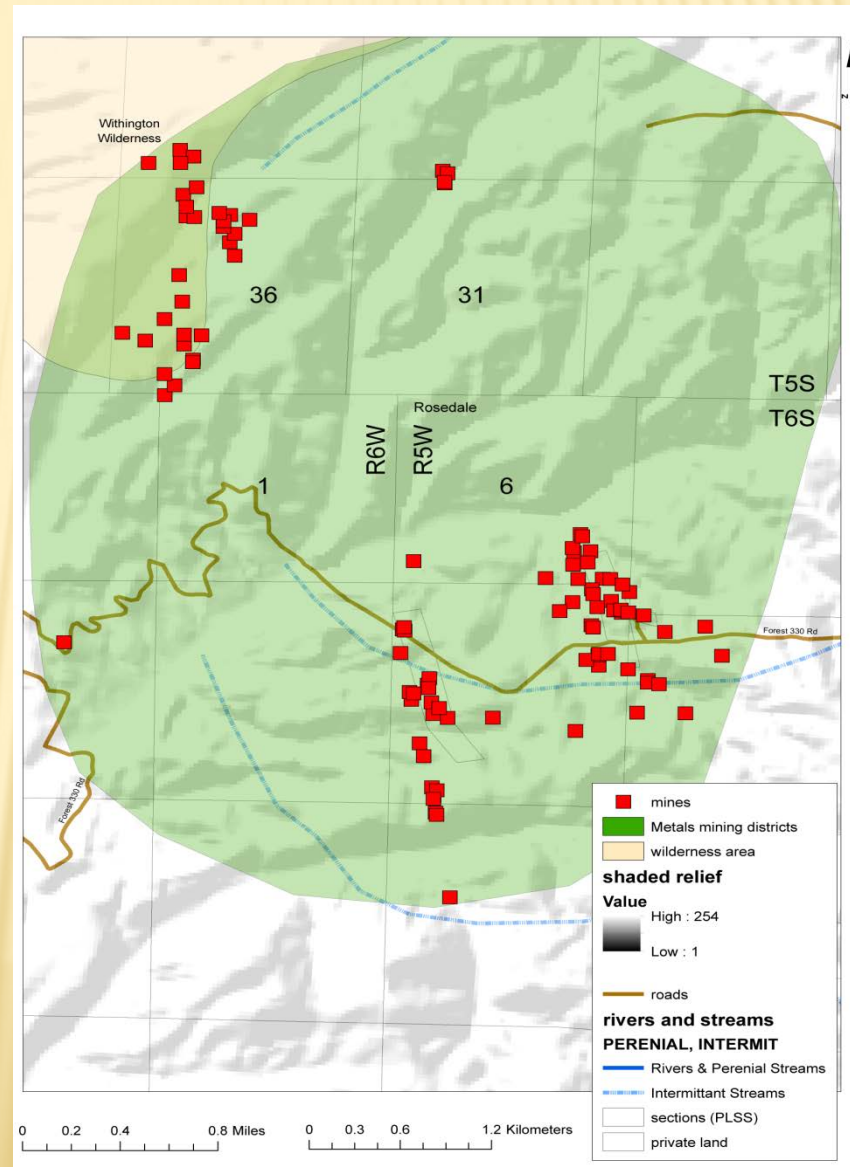 Withington
Wilderness
36
31
T5S
T6S
Rosedale
R6W
R5W
1
6
Forest 330 Rd
Forest 330 Rd
mines
Metals mining districts
wilderness area
shaded relief
Value
High : 254
Low : 1
roads
rivers and streams
PERENIAL, INTERMIT
Rivers & Perenial Streams
Intermittant Streams
sections (PLSS)
private land
0 0.2 0.4 0.8 Miles
0 0.3 0.6 1.2 Kilometers